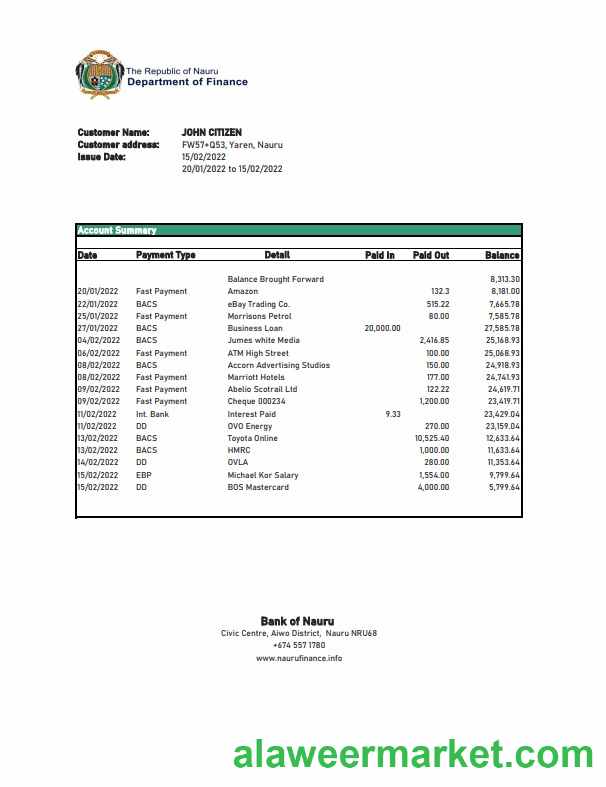 The Republic of Nauru
Department of Finance
Customer Name: JOHN CITIZEN
Customer address: FW57+Q53, Yaren, Nauru
Issue Date: 15/02/2022
20/01/2022 to 15/02/2022
Account Summary
Date Payment Type Detail Paid In Paid Out Balance
Balance Brought Forward 8,313.30
20/01/2022 Fast Payment Amazon 132.3 8,181.00
22/01/2022 BACS eBay Trading Co. 515.22 7,665.78
25/01/2022 Fast Payment Morrisons Petrol 80.00 7,585.78
27/01/2022 BACS Business Loan 20,000.00 27,585.78
04/02/2022 BACS Jumes white Media 2,416.85 25,168.93
06/02/2022 Fast Payment ATM High Street 100.00 25,068.93
08/02/2022 BACS Accorn Advertising Studios 150.00 24,918.93
08/02/2022 Fast Payment Marriott Hotels 177.00 24,741.93
09/02/2022 Fast Payment Abelio Scotrail Ltd 122.22 24,619.71
09/02/2022 Fast Payment Cheque 000234 1,200.00 23,419.71
11/02/2022 Int. Bank Interest Paid 9.33 23,429.04
11/02/2022 DD OVO Energy 270.00 23,159.04
13/02/2022 BACS Toyota Online 10,525.40 12,633.64
13/02/2022 BACS HMRC 1,000.00 11,633.64
14/02/2022 DD OVLA 280.00 11,353.64
15/02/2022 EBP Michael Kor Salary 1,554.00 9,799.64
15/02/2022 DD BOS Mastercard 4,000.00 5,799.64
Bank of Nauru
Civic Centre, Aiwo District, Nauru NRU68
+674 557 1780
www.naurufinance.info
alaweermarket.com